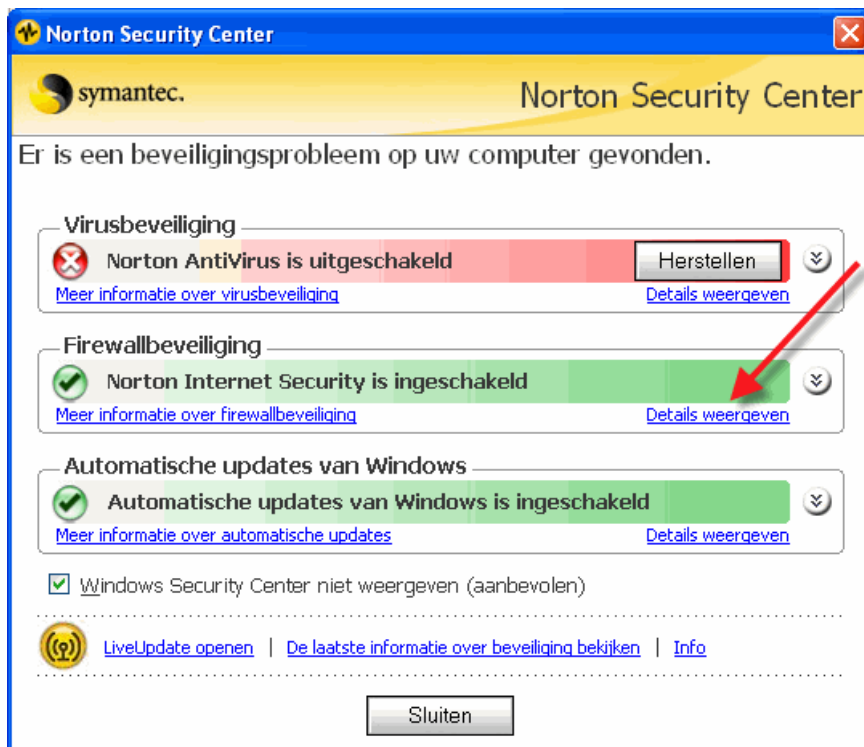 Norton Security Center
symantec.
Norton Security Center
Er is een beveiligingsprobleem op uw computer gevonden.
Virusbeveiliging
Norton AntiVirus is uitgeschakeld
Herstellen
Meer informatie over virusbeveiliging
Details weergeven
Firewallbeveiliging
Norton Internet Security is ingeschakeld
Meer informatie over firewallbeveiliging
Details weergeven
Automatische updates van Windows
Automatische updates van Windows is ingeschakeld
Meer informatie over automatische updates
Details weergeven
Windows Security Center niet weergeven (aanbevolen)
LiveUpdate openen | De laatste informatie over beveiliging bekijken | Info
Sluiten